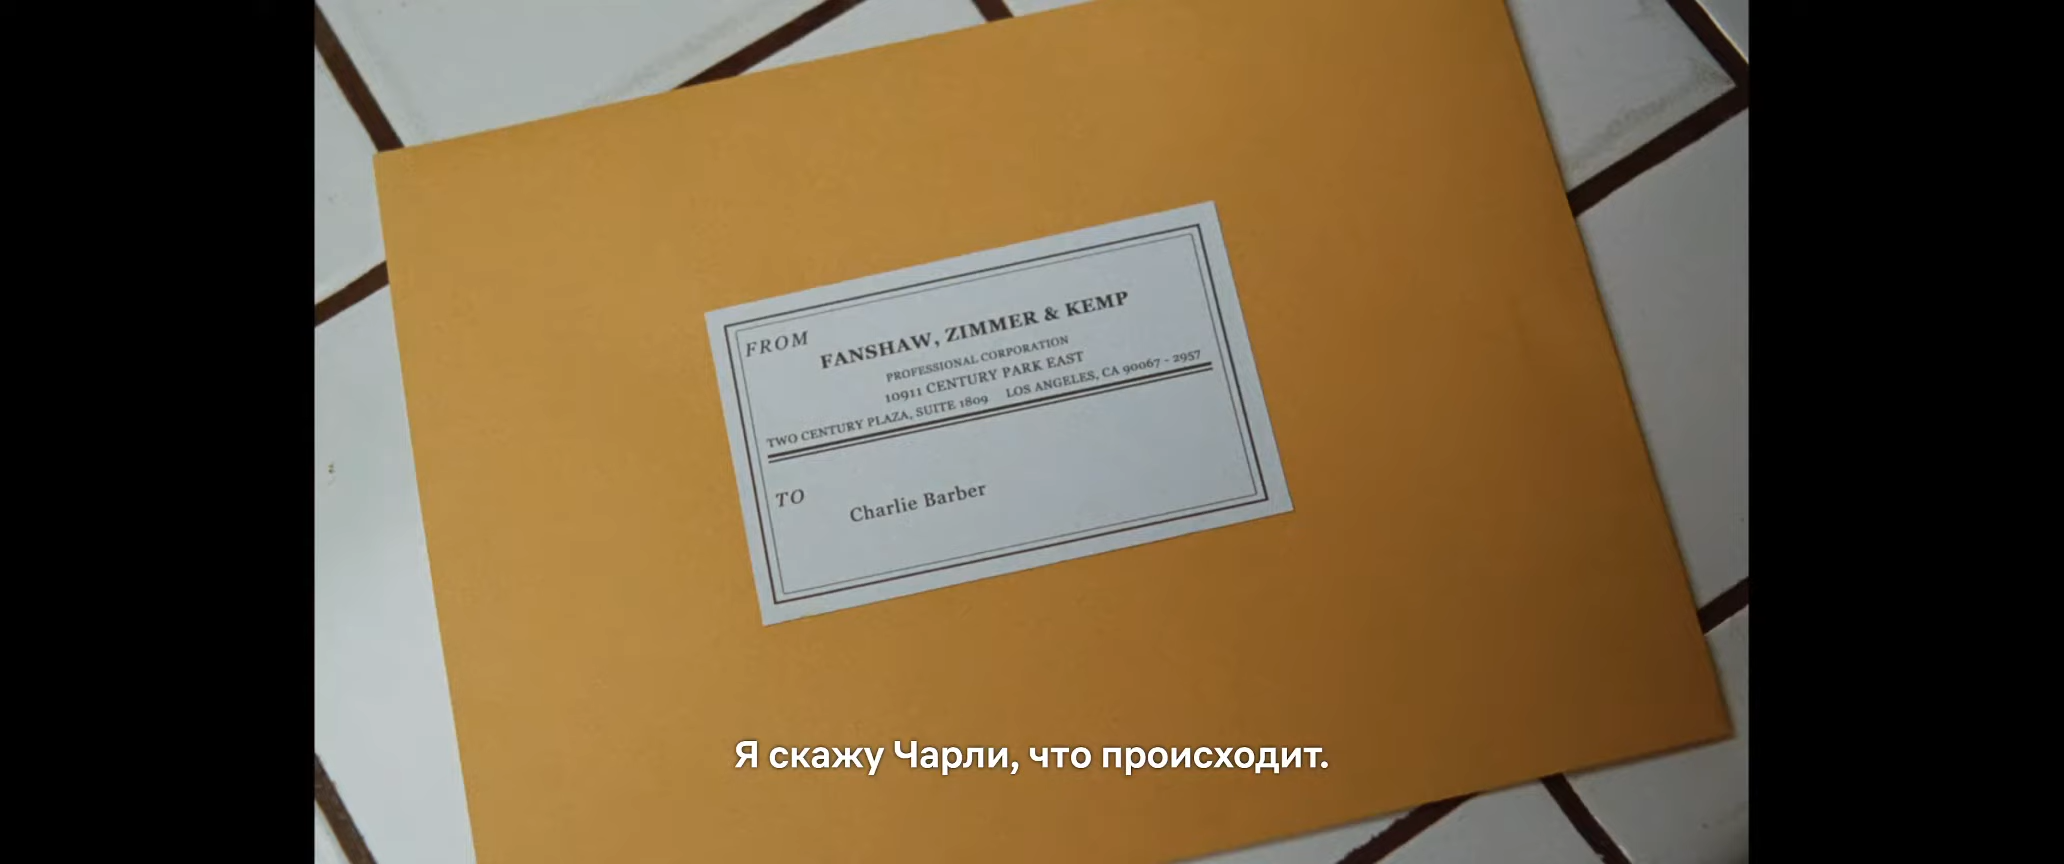 FROM
FANSHAW, ZIMMER & KEMP
PROFESSIONAL CORPORATION
10911 CENTURY PARK EAST
TWO CENTURY PLAZA, SUITE 1809 LOS ANGELES, CA 90067 - 2957
TO
Charlie Barber
Я скажу Чарли, что происходит.